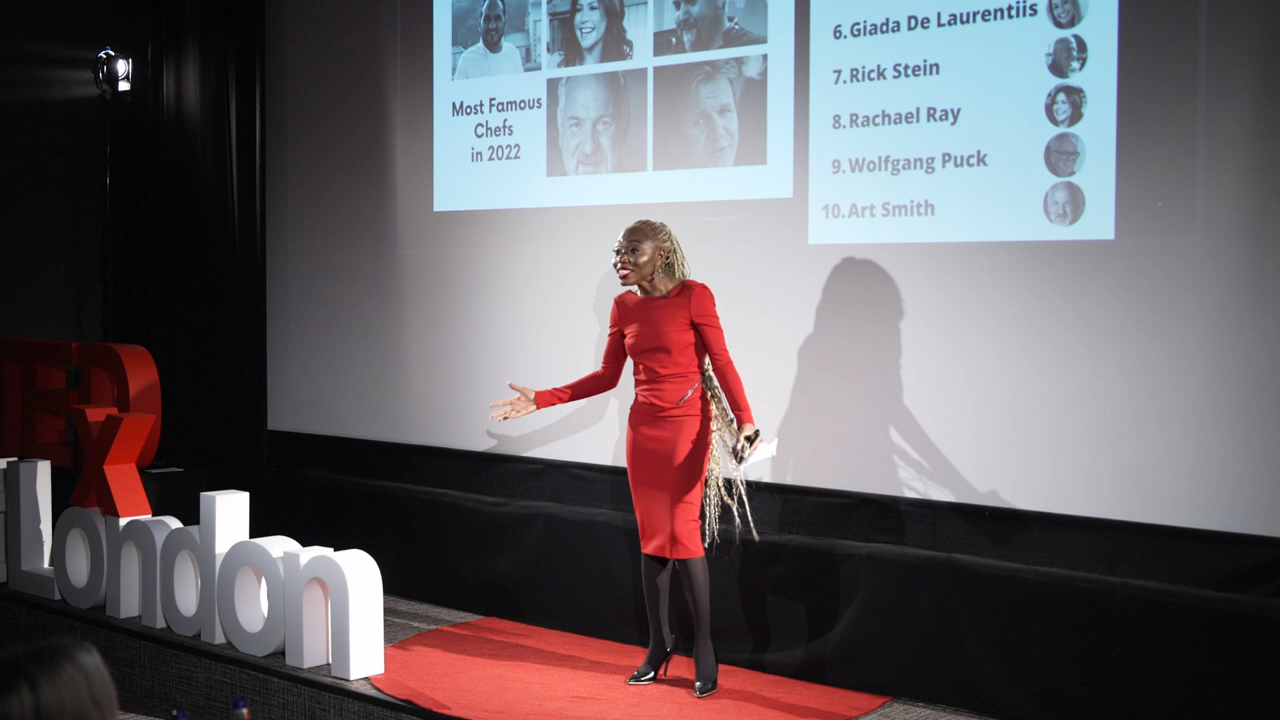 Most Famous
Chefs
in 2022
6. Giada De Laurentiis
7. Rick Stein
8. Rachael Ray
9. Wolfgang Puck
10. Art Smith
TED
X
London